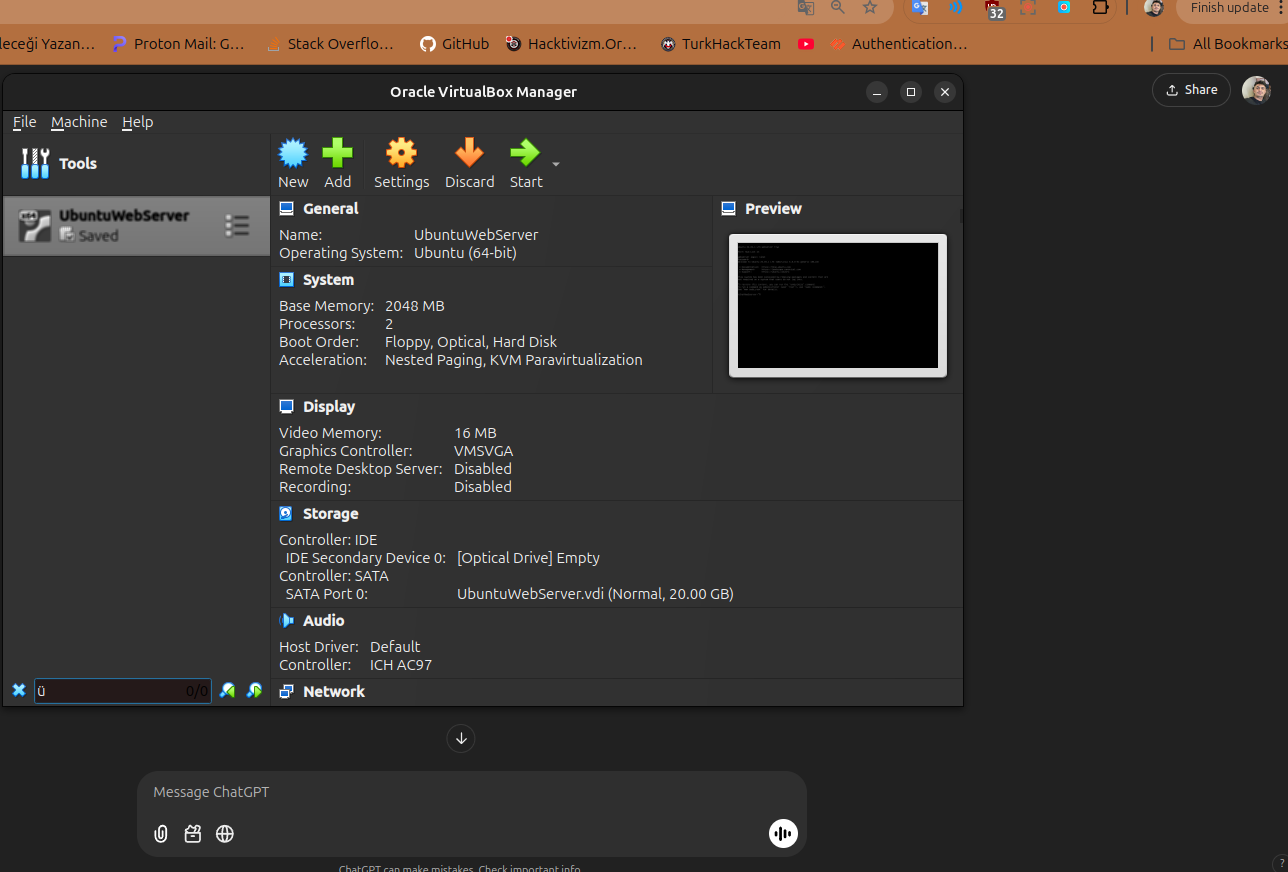 Finish update
32
leceği Yazan… Proton Mail: G… Stack Overflo… GitHub Hacktivizm.Or… TurkHackTeam Authentication… All Bookmarks
Oracle VirtualBox Manager
Share
File Machine Help
Tools
New Add Settings Discard Start
x64
UbuntuWebServer
Saved
General
Name: UbuntuWebServer
Operating System: Ubuntu (64-bit)
Preview
System
Base Memory: 2048 MB
Processors: 2
Boot Order: Floppy, Optical, Hard Disk
Acceleration: Nested Paging, KVM Paravirtualization
Display
Video Memory: 16 MB
Graphics Controller: VMSVGA
Remote Desktop Server: Disabled
Recording: Disabled
Storage
Controller: IDE
IDE Secondary Device 0: [Optical Drive] Empty
Controller: SATA
SATA Port 0: UbuntuWebServer.vdi (Normal, 20.00 GB)
Audio
Host Driver: Default
Controller: ICH AC97
ü 0/0
Network
Message ChatGPT
ChatGPT can make mistakes. Check important info.
?